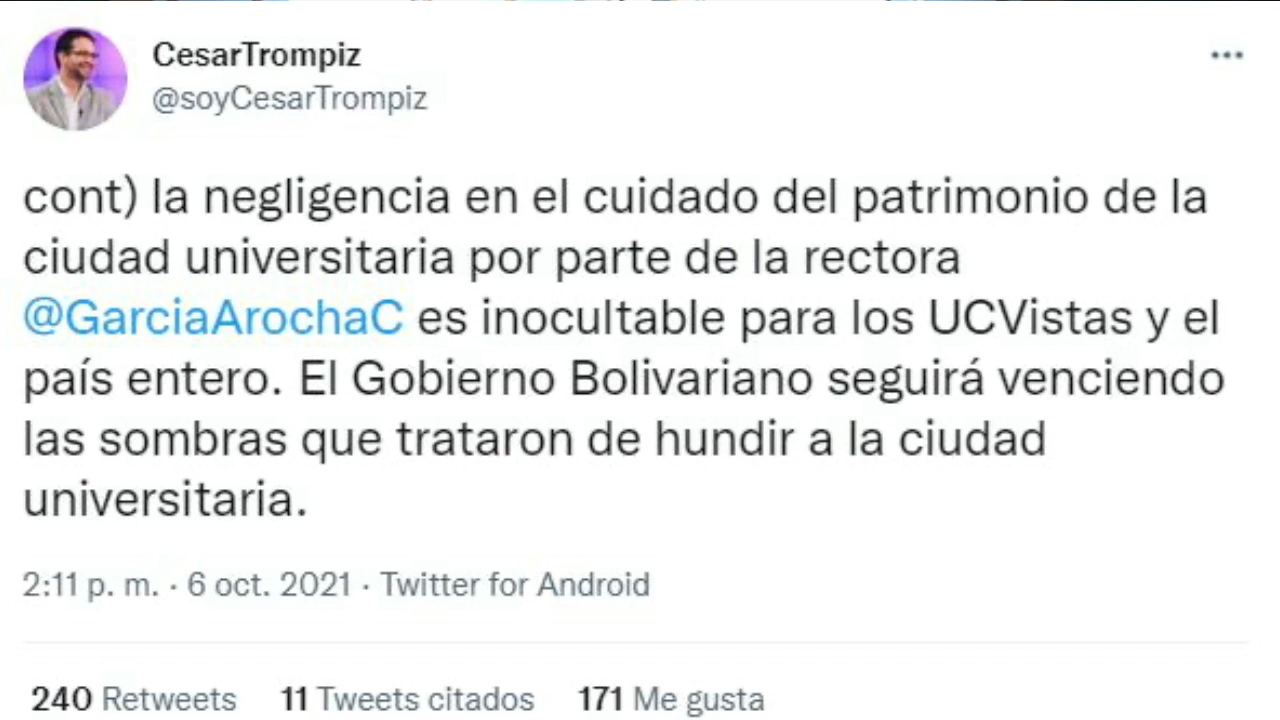 CesarTrompiz
@soyCesarTrompiz
cont) la negligencia en el cuidado del patrimonio de la
ciudad universitaria por parte de la rectora
@GarciaArochaC es inocultable para los UCVistas y el
país entero. El Gobierno Bolivariano seguirá venciendo
las sombras que trataron de hundir a la ciudad
universitaria.
2:11 p. m. · 6 oct. 2021 · Twitter for Android
240 Retweets 11 Tweets citados 171 Me gusta